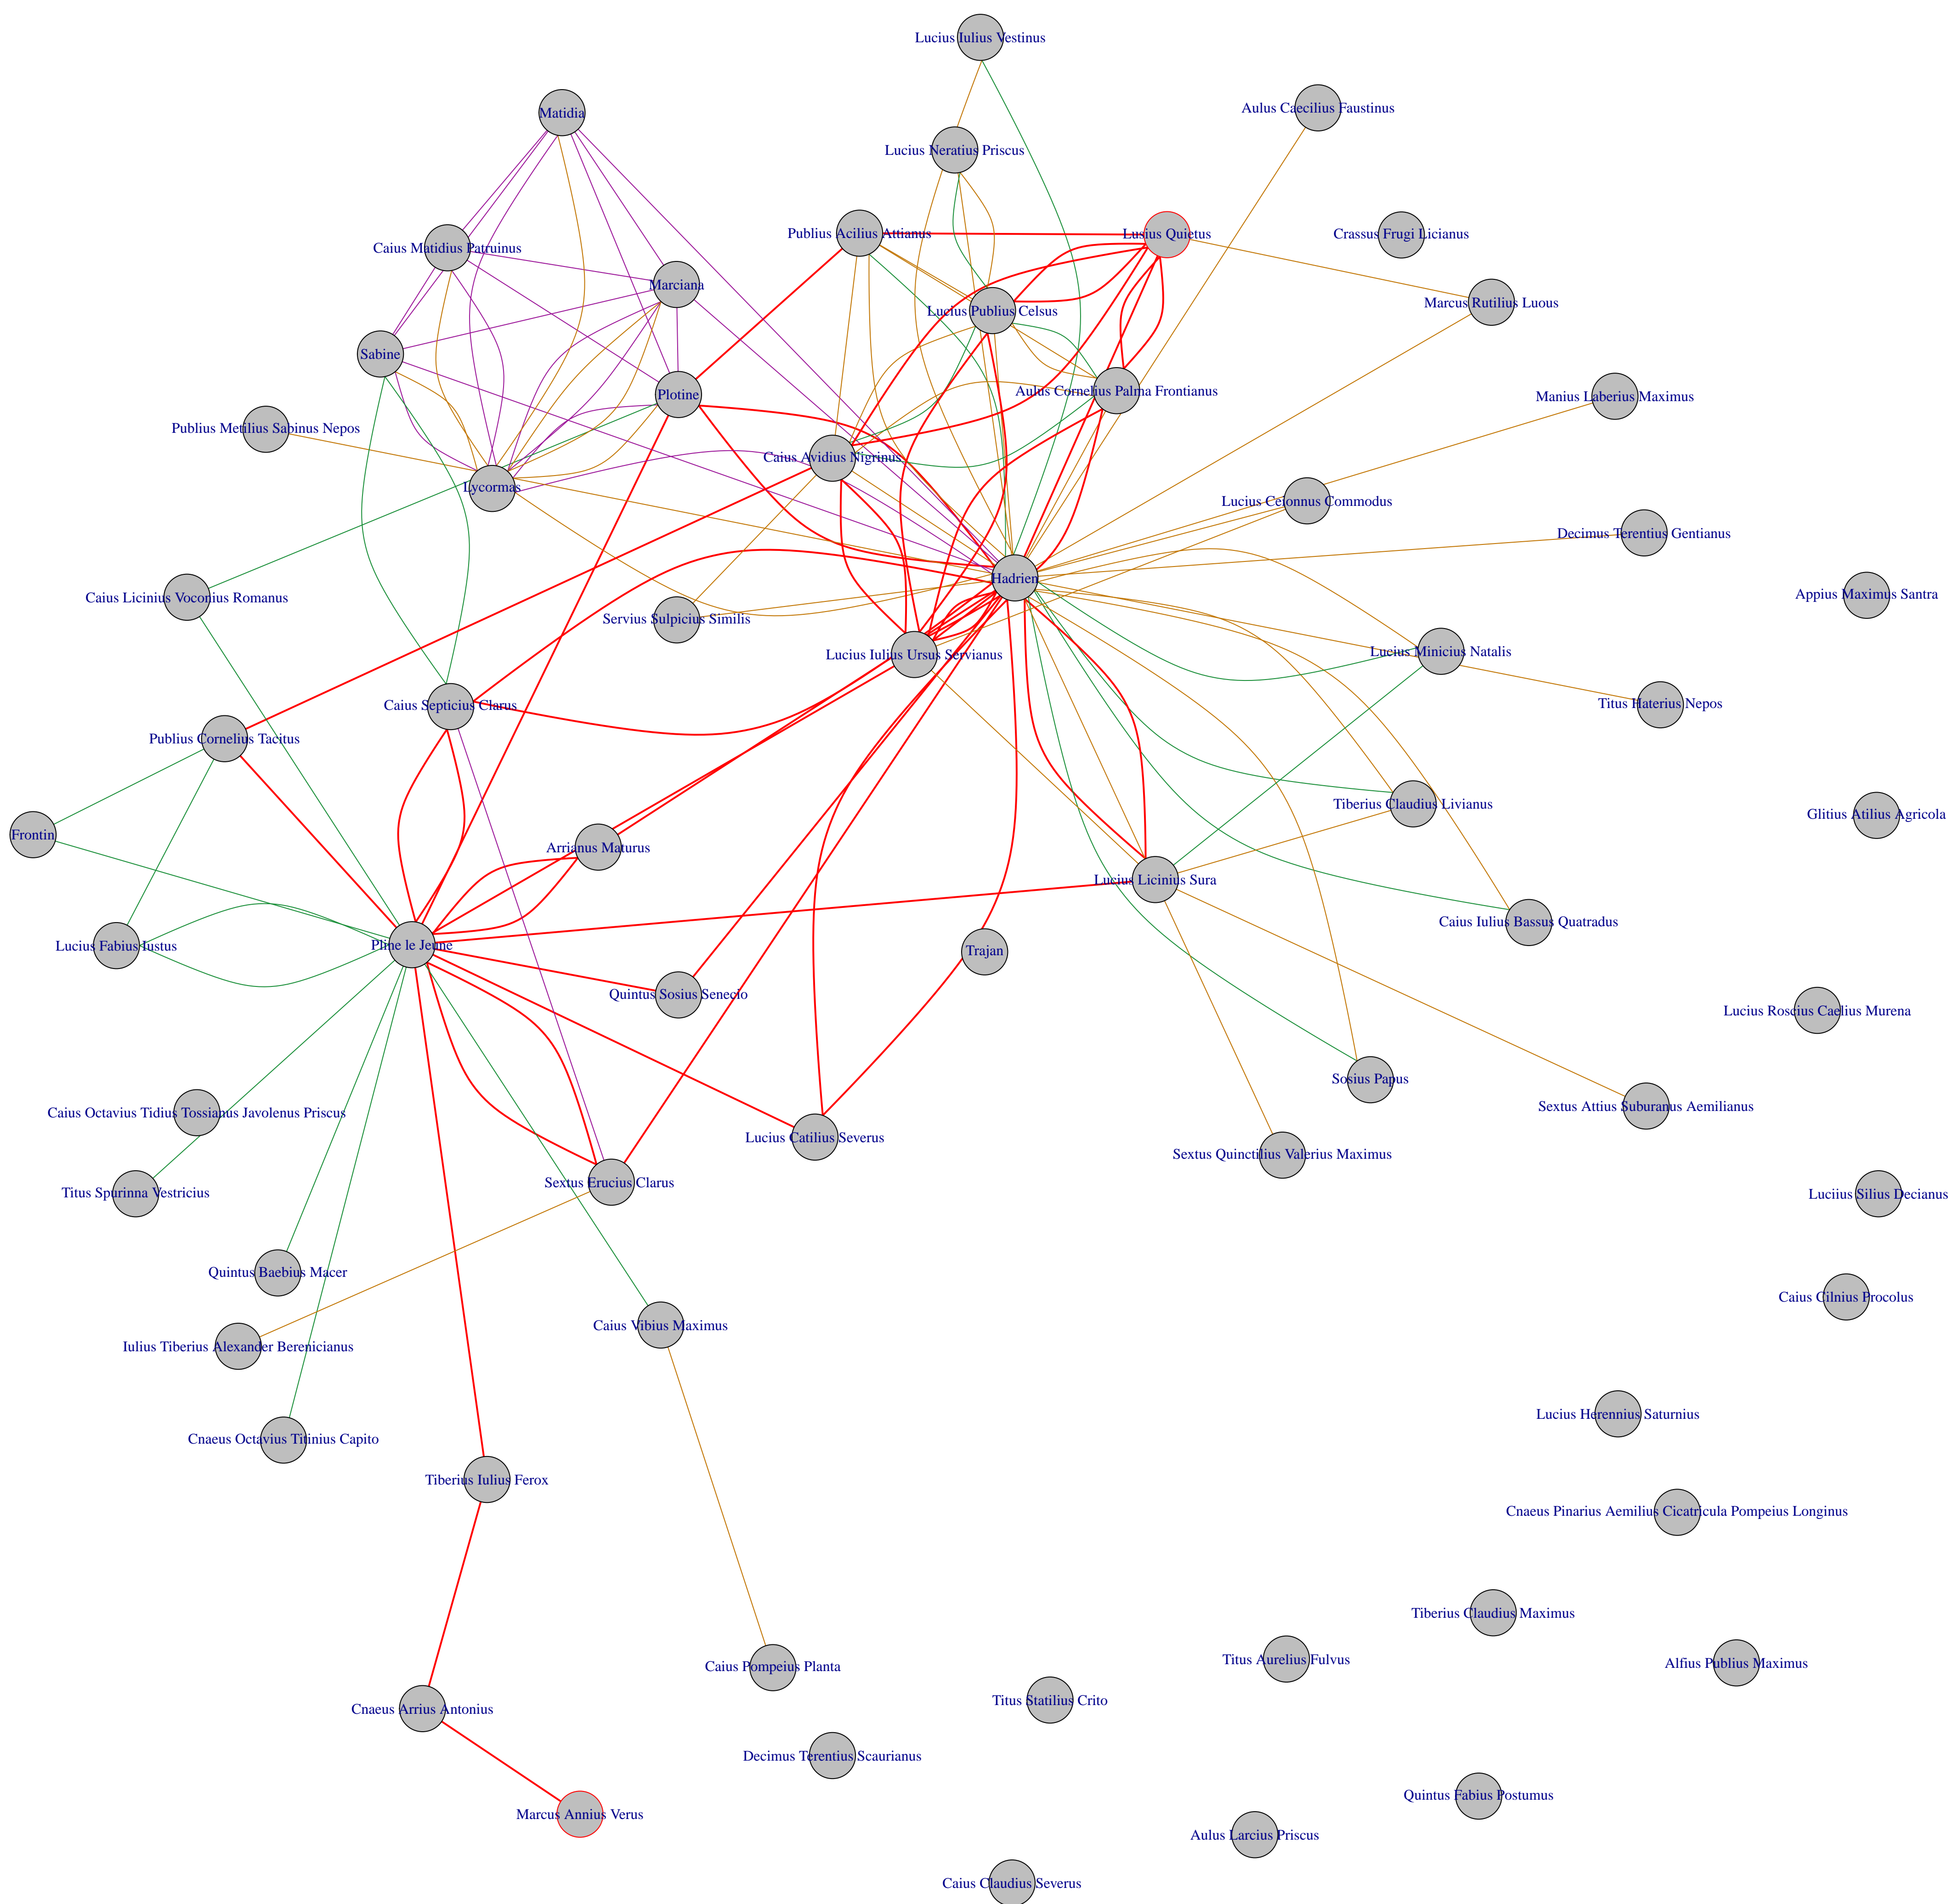 Lucius Iulius Vestinus
Aulus Caecilius Faustinus
Matidia
Lucius Neratius Priscus
Publius Acilius Attianus
Lusius Quietus
Crassus Frugi Licianus
Caius Matidius Patruinus
Marciana
Marcus Rutilius Luous
Lucius Publius Celsus
Sabine
Plotine
Aulus Cornelius Palma Frontianus
Manius Laberius Maximus
Publius Metilius Sabinus Nepos
Caius Avidius Nigrinus
Lycormas
Lucius Ceionnus Commodus
Decimus Terentius Gentianus
Hadrien
Caius Licinius Voconius Romanus
Appius Maximus Santra
Servius Sulpicius Similis
Lucius Iulius Ursus Servianus
Lucius Minicius Natalis
Caius Septicius Clarus
Titus Haterius Nepos
Publius Cornelius Tacitus
Tiberius Claudius Livianus
Glitius Atilius Agricola
Frontin
Arrianus Maturus
Lucius Licinius Sura
Caius Iulius Bassus Quatradus
Lucius Fabius Iustus
Pline le Jeune
Trajan
Quintus Sosius Senecio
Lucius Roscius Caelius Murena
Sosius Papus
Sextus Attius Suburanus Aemilianus
Caius Octavius Tidius Tossianus Javolenus Priscus
Lucius Catilius Severus
Sextus Quinctilius Valerius Maximus
Sextus Erucius Clarus
Titus Spurinna Vestricius
Luciius Silius Decianus
Quintus Baebius Macer
Caius Cilnius Procolus
Caius Vibius Maximus
Iulius Tiberius Alexander Berenicianus
Lucius Herennius Saturnius
Cnaeus Octavius Titinius Capito
Tiberius Iulius Ferox
Cnaeus Pinarius Aemilius Cicatricula Pompeius Longinus
Tiberius Claudius Maximus
Titus Aurelius Fulvus
Alfius Publius Maximus
Caius Pompeius Planta
Titus Statilius Crito
Cnaeus Arrius Antonius
Decimus Terentius Scaurianus
Quintus Fabius Postumus
Marcus Annius Verus
Aulus Larcius Priscus
Caius Claudius Severus